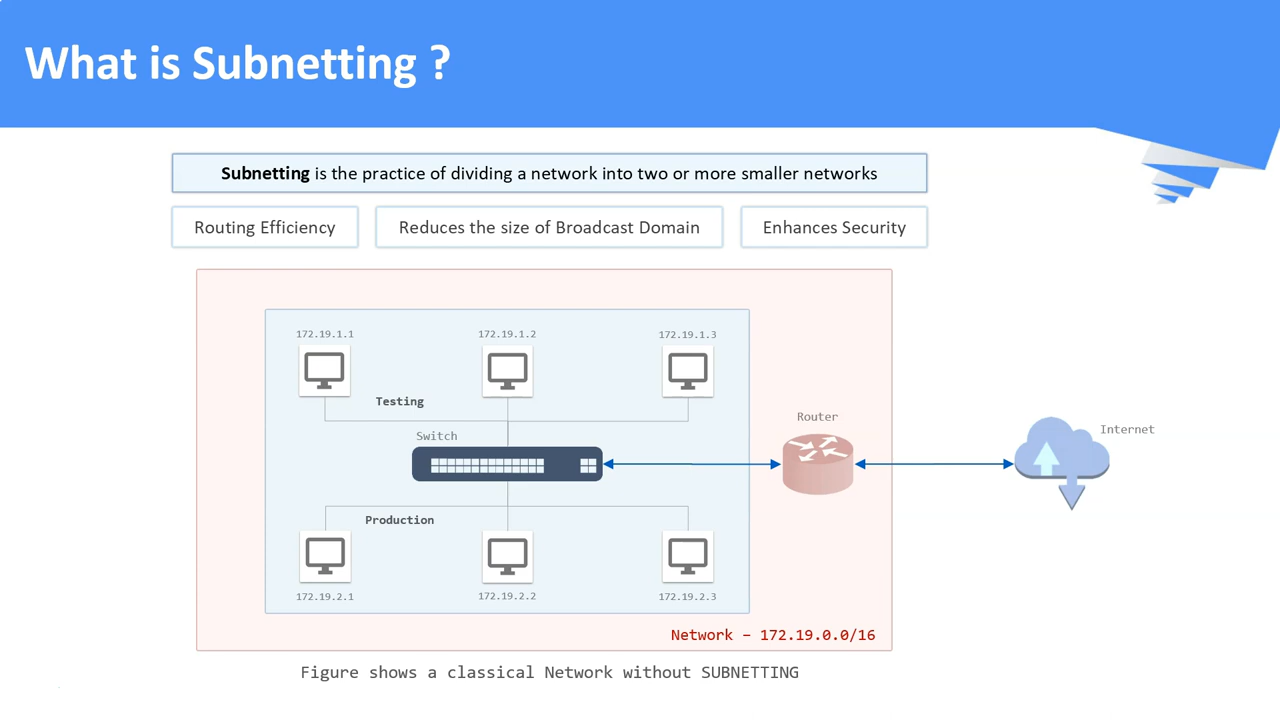 What is Subnetting ?
Subnetting is the practice of dividing a network into two or more smaller networks
Routing Efficiency
Reduces the size of Broadcast Domain
Enhances Security
172.19.1.1
172.19.1.2
172.19.1.3
Testing
Router
Internet
Switch
Production
172.19.2.1
172.19.2.2
172.19.2.3
Network – 172.19.0.0/16
Figure shows a classical Network without SUBNETTING